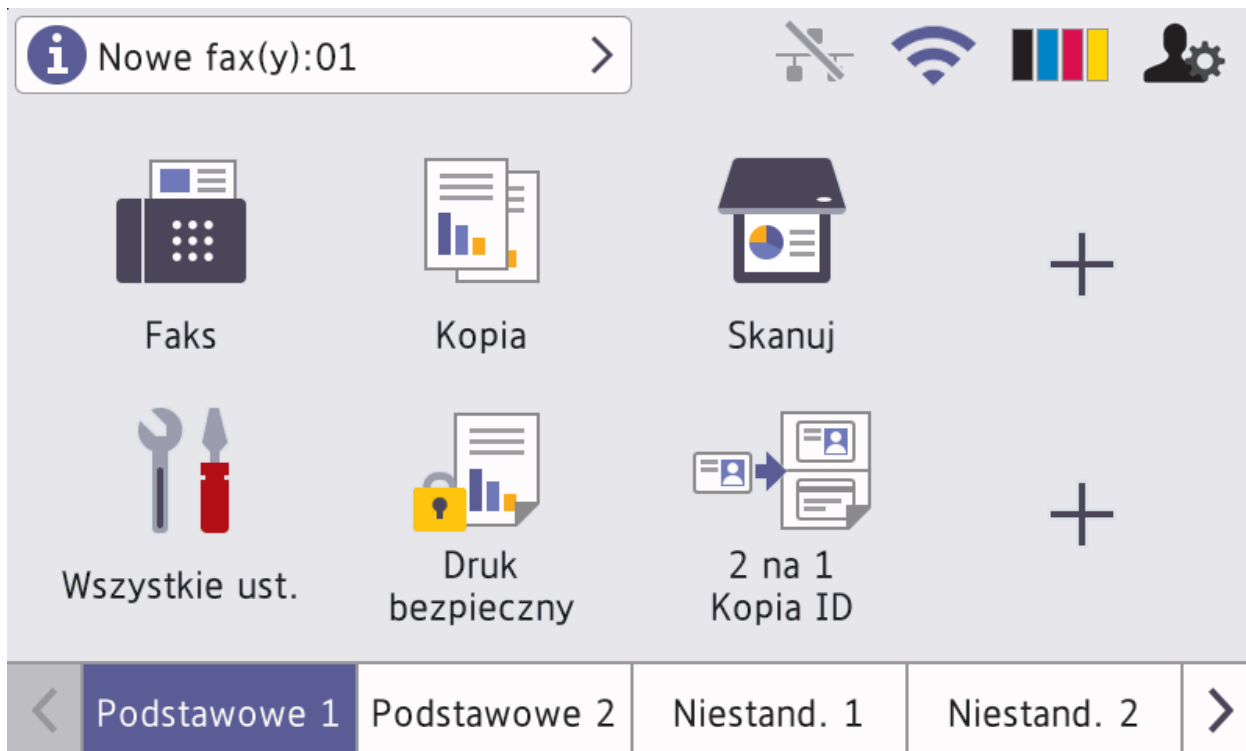 Nowe fax(y):01
Faks
Kopia
Skanuj
Wszystkie ust.
Druk
bezpieczny
2 na 1
Kopia ID
Podstawowe 1
Podstawowe 2
Niestand. 1
Niestand. 2